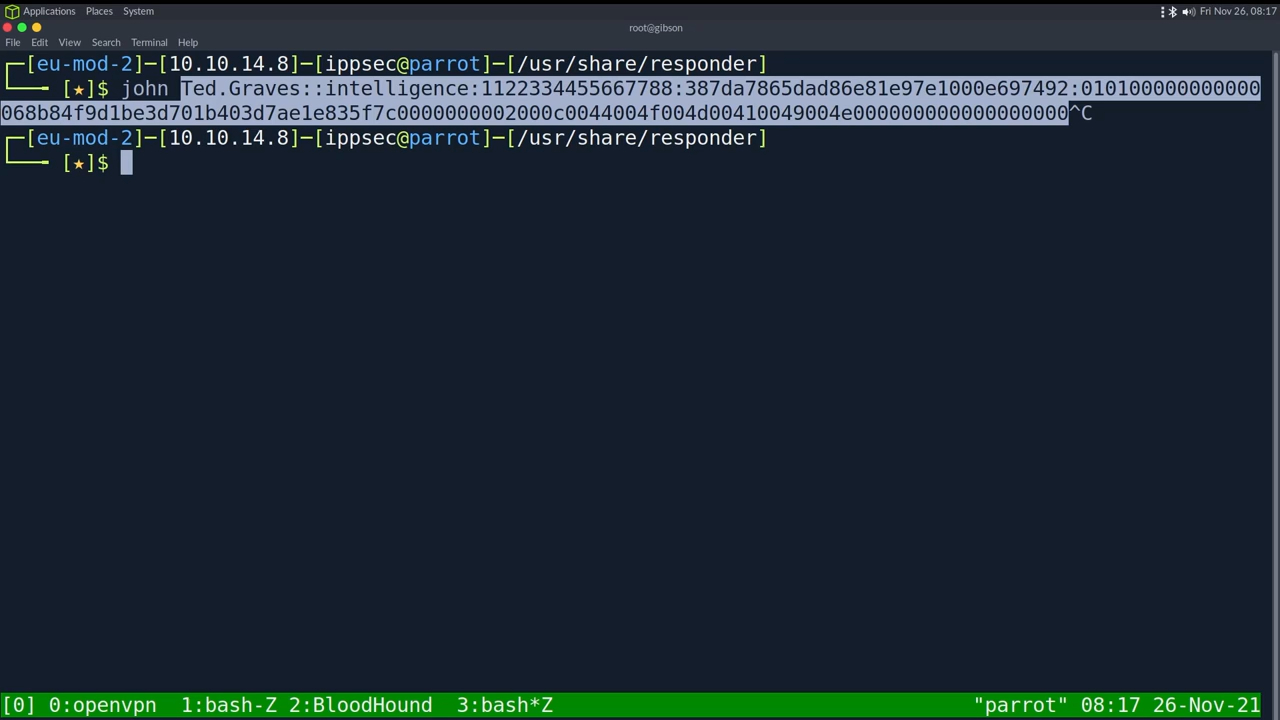 Applications Places System
Fri Nov 26, 08:17
root@gibson
File Edit View Search Terminal Help
┌─[eu-mod-2]─[10.10.14.8]─[ippsec@parrot]─[/usr/share/responder]
└──╼ [★]$ john Ted.Graves::intelligence:1122334455667788:387da7865dad86e81e97e1000e697492:010100000000000
068b84f9d1be3d701b403d7ae1e835f7c0000000002000c0044004f004d00410049004e000000000000000000^C
┌─[eu-mod-2]─[10.10.14.8]─[ippsec@parrot]─[/usr/share/responder]
└──╼ [★]$
[0] 0:openvpn 1:bash-Z 2:BloodHound 3:bash*Z "parrot" 08:17 26-Nov-21